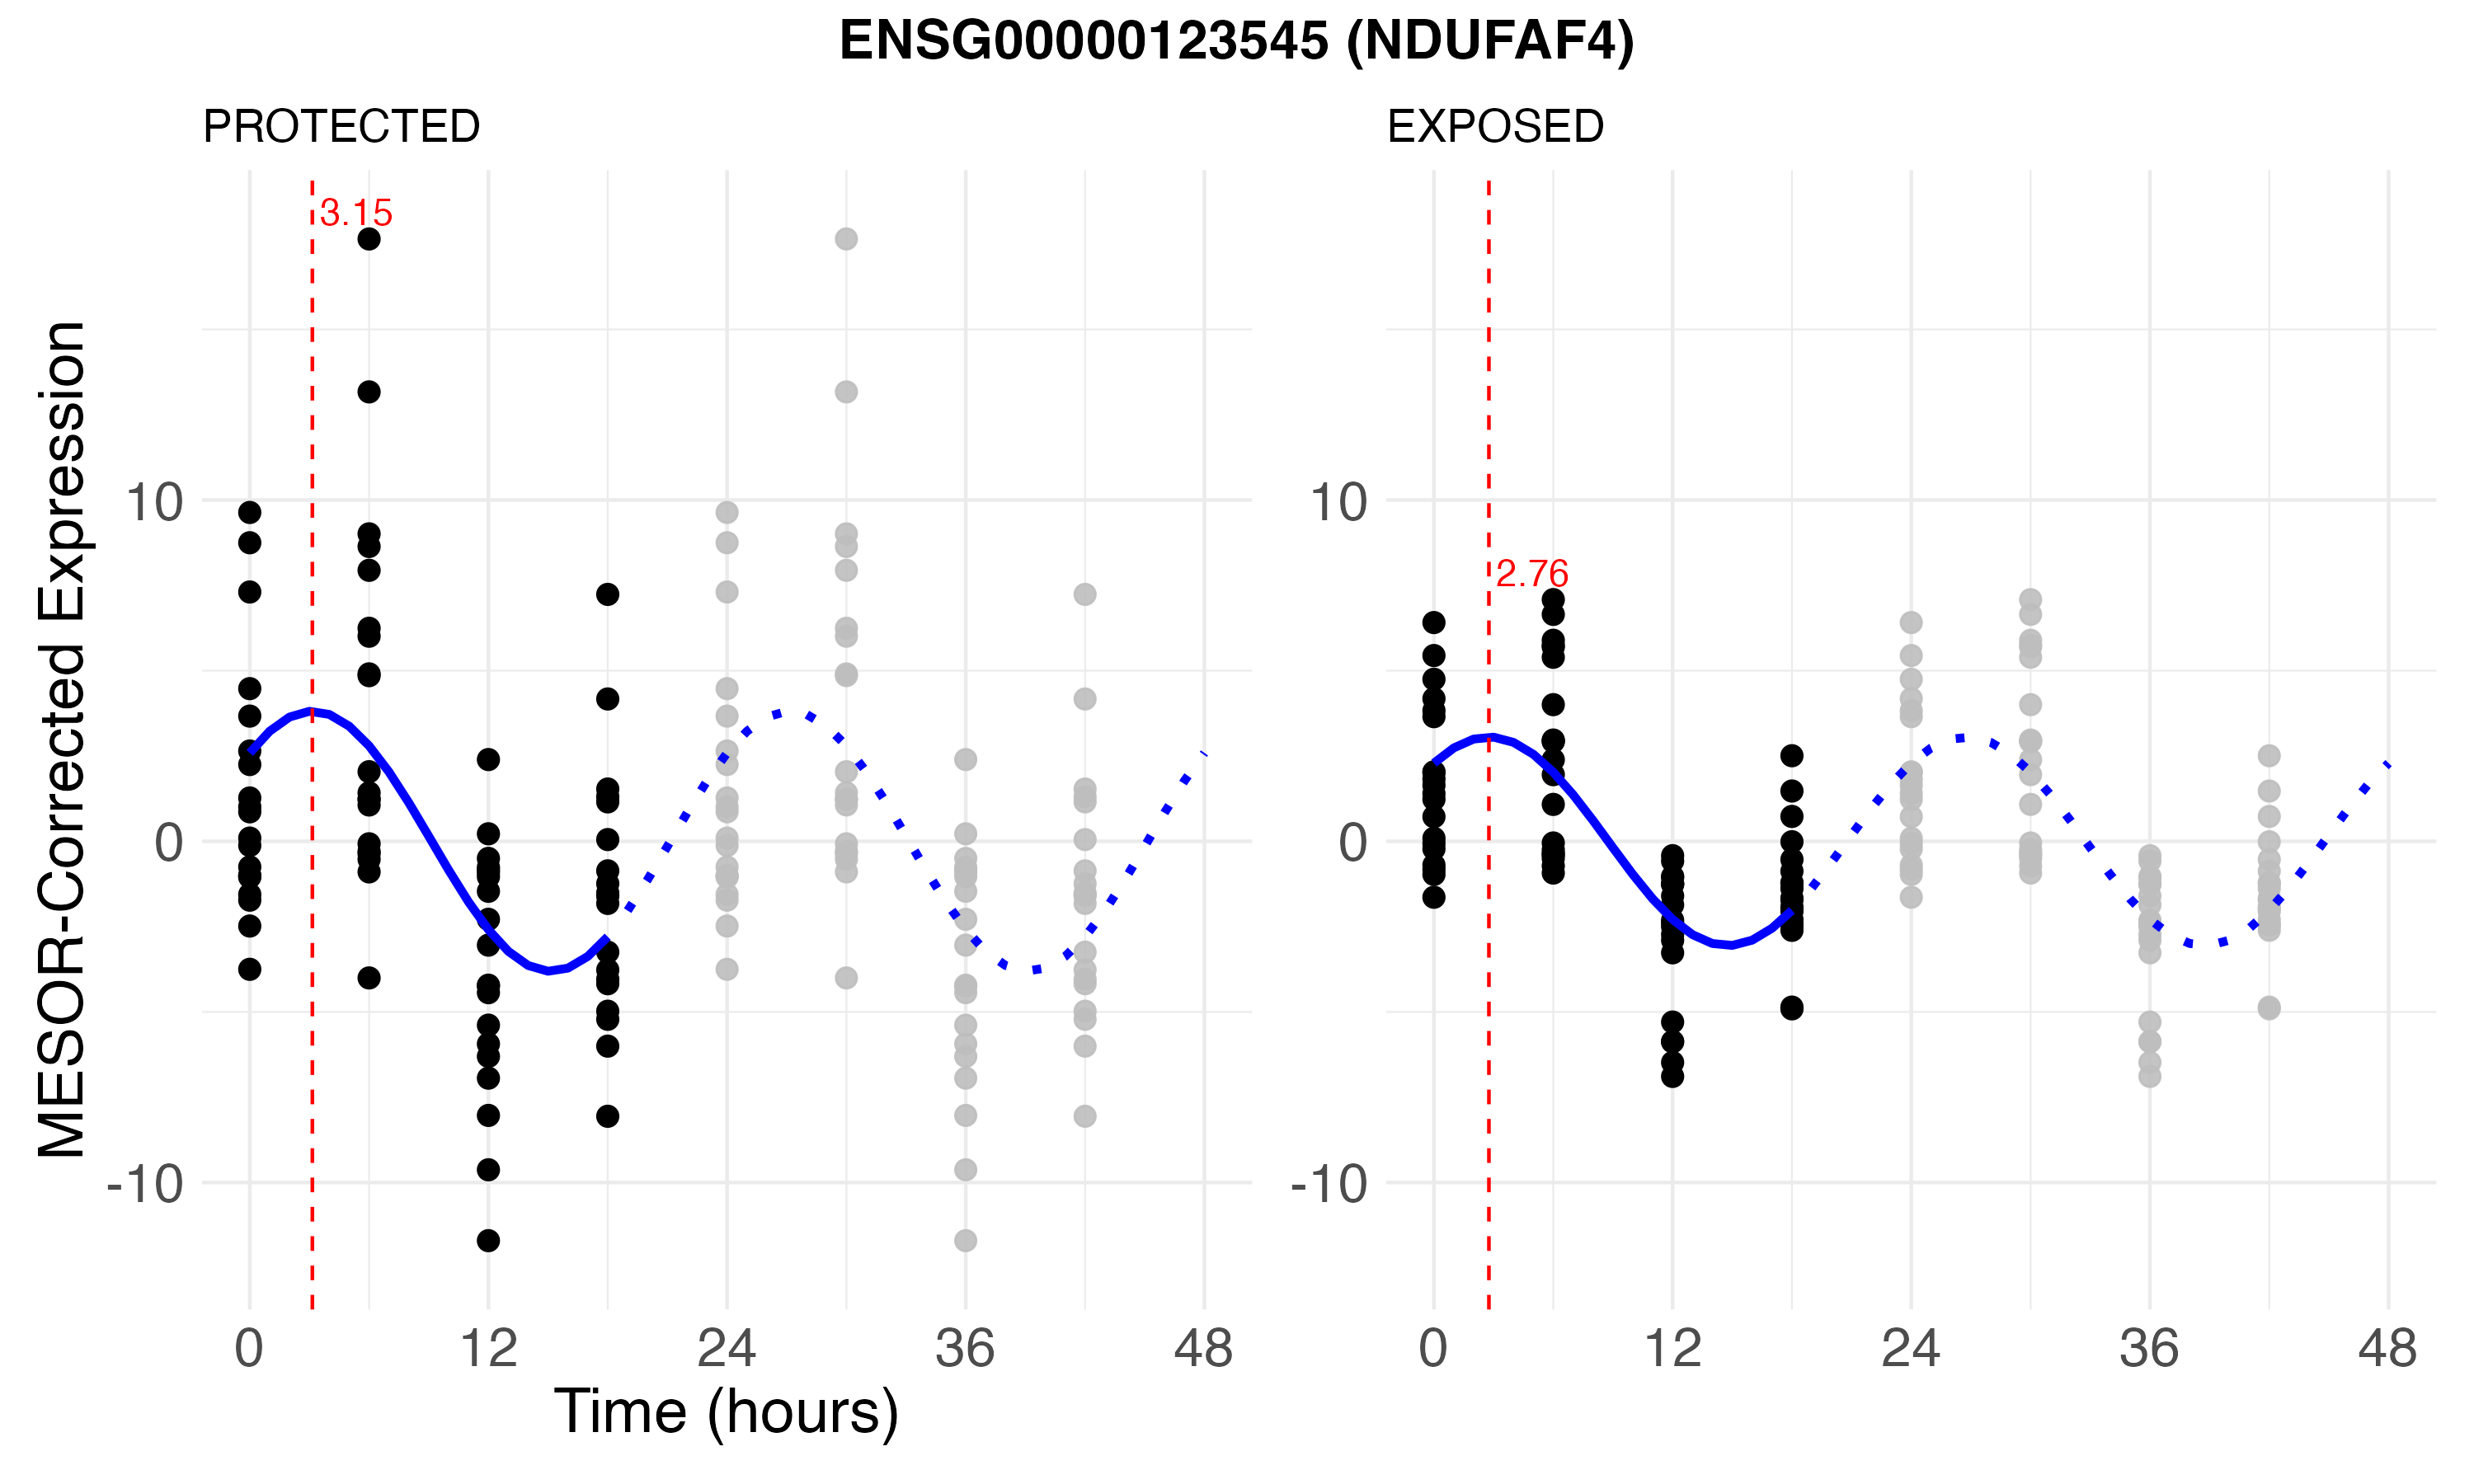 ENSG00000123545 (NDUFAF4)
PROTECTED
EXPOSED
MESOR-Corrected Expression
3.15
2.76
10
0
-10
10
0
-10
0 12 24 36 48
0 12 24 36 48
Time (hours)